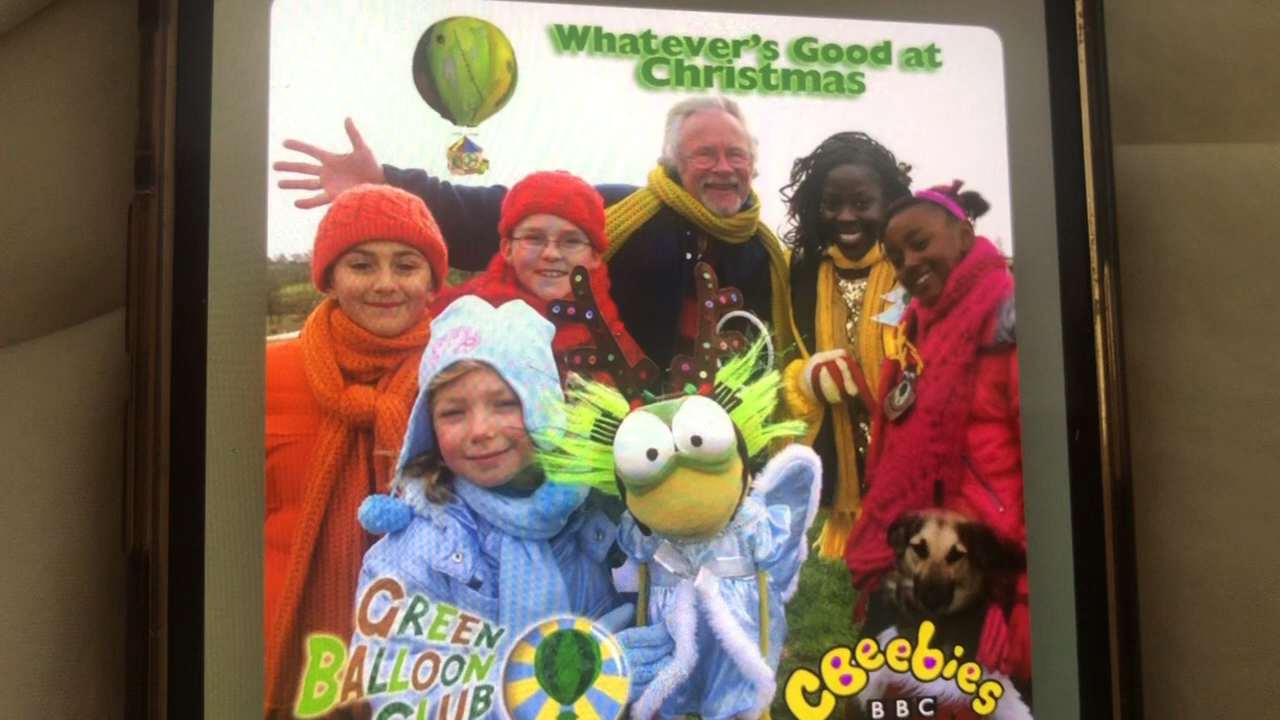 Whatever's Good at
Christmas
GREEN
BALLOON
CLUB
CBeebies
BBC